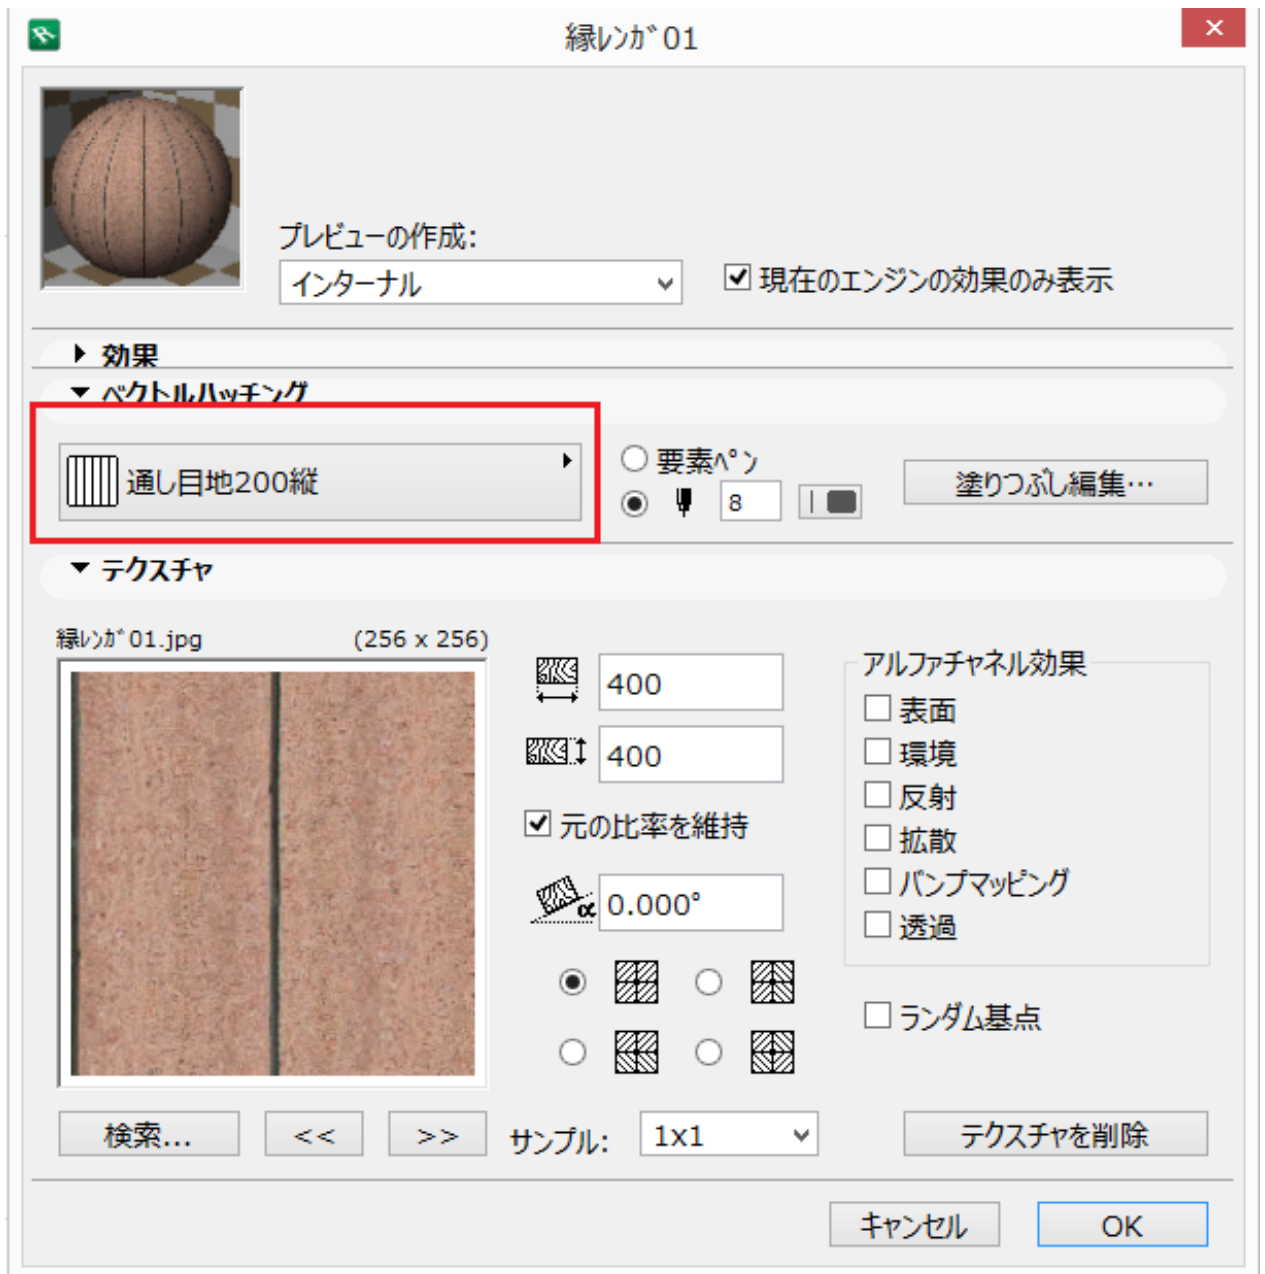 縁ﾚﾝｶﾞ01
プレビューの作成:
インターナル
現在のエンジンの効果のみ表示
効果
ベクトルハッチング
通し目地200縦
要素ﾍﾟﾝ
8
塗りつぶし編集...
テクスチャ
縁ﾚﾝｶﾞ01.jpg (256 x 256)
400
400
元の比率を維持
α 0.000°
アルファチャネル効果
表面
環境
反射
拡散
バンプマッピング
透過
ランダム基点
検索... << >> サンプル: 1x1 テクスチャを削除
キャンセル OK